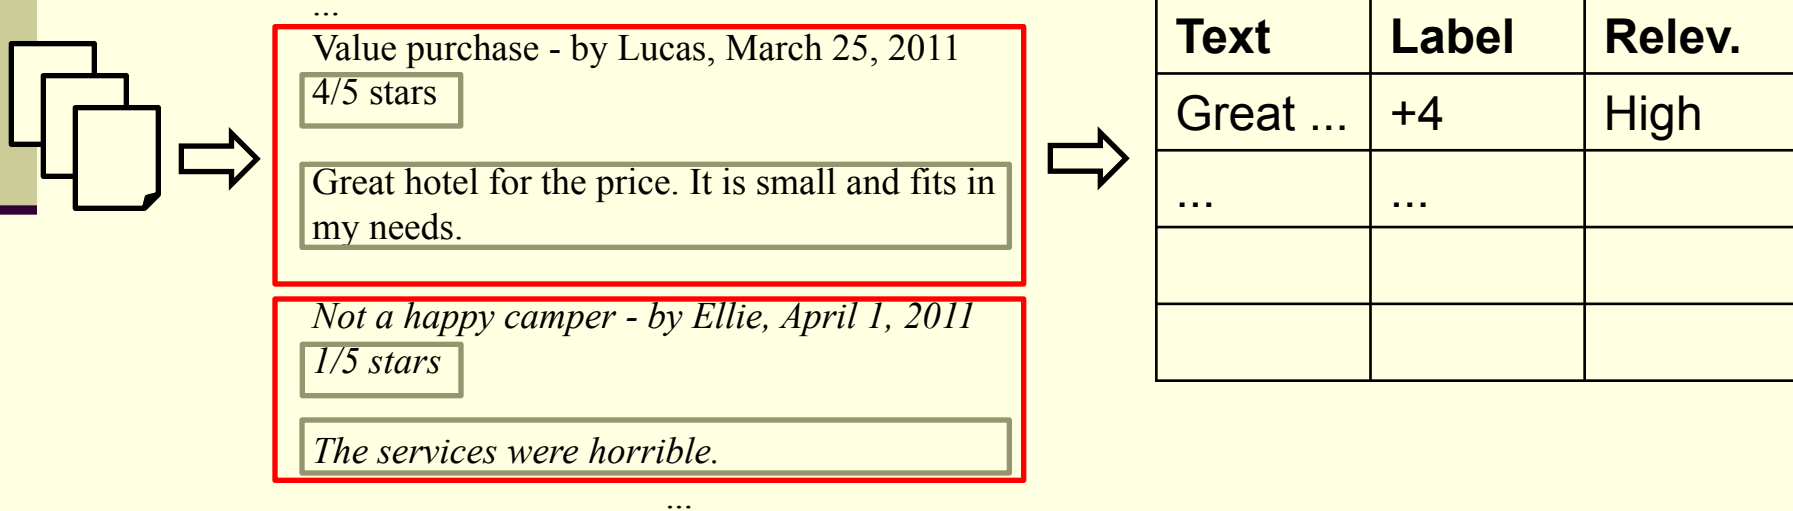 ...
Value purchase - by Lucas, March 25, 2011
4/5 stars
Great hotel for the price. It is small and fits in
my needs.
Not a happy camper - by Ellie, April 1, 2011
1/5 stars
The services were horrible.
...
Text Label Relev.
Great ... +4 High
... ...